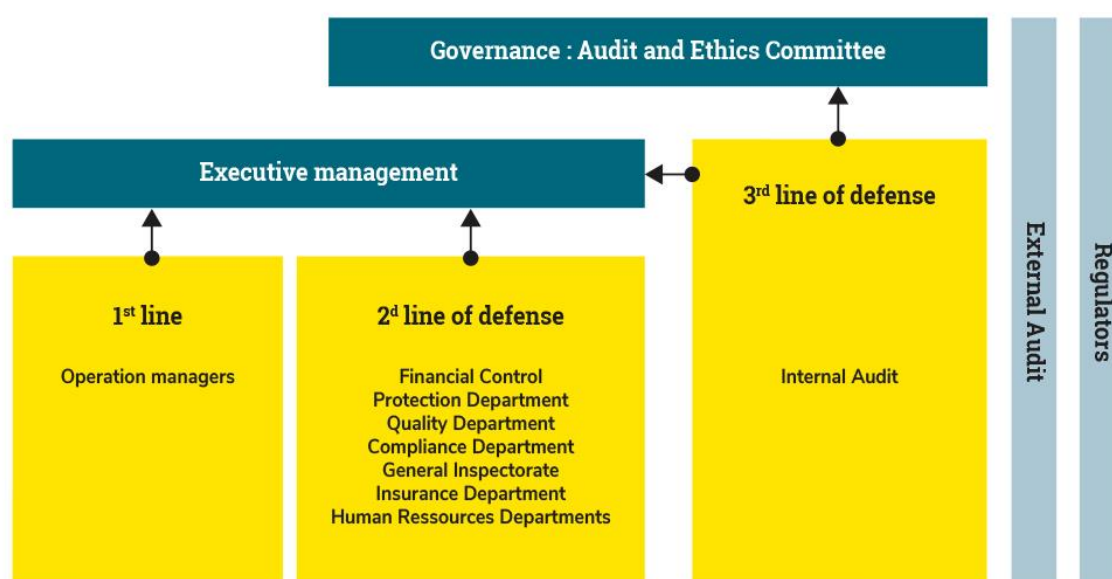 Governance : Audit and Ethics Committee
Executive management
1st line
Operation managers
2d line of defense
Financial Control
Protection Department
Quality Department
Compliance Department
General Inspectorate
Insurance Department
Human Ressources Departments
3rd line of defense
Internal Audit
External Audit
Regulators